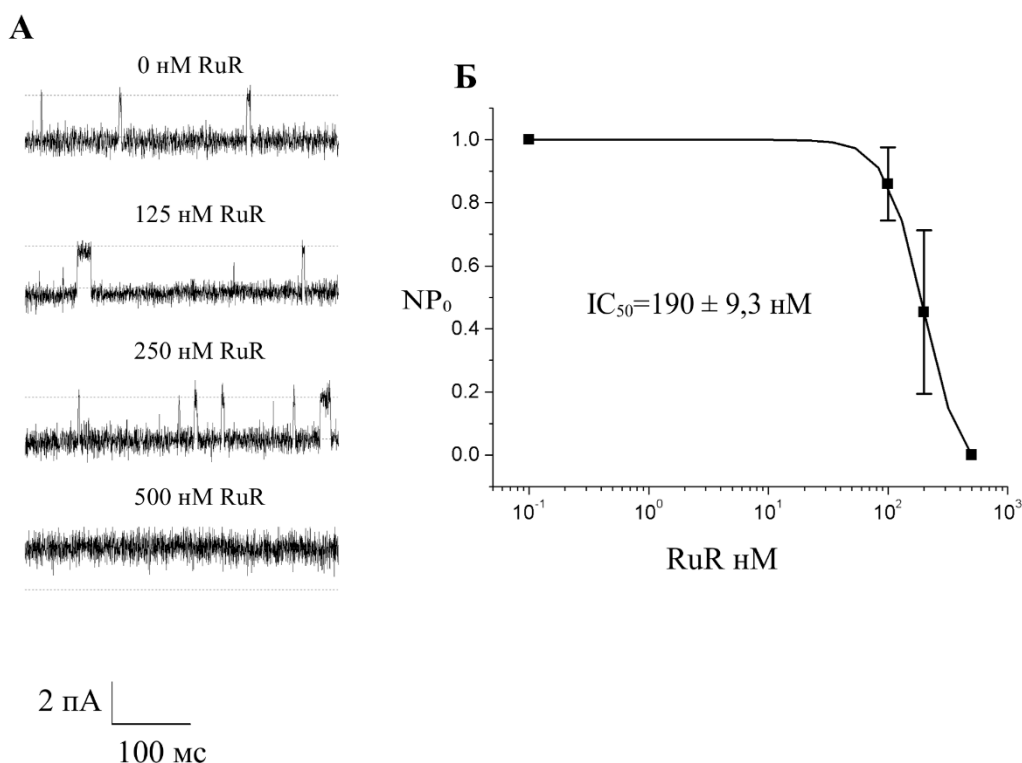 А
0 нМ RuR
125 нМ RuR
250 нМ RuR
500 нМ RuR
2 пА
100 мс
Б
1.0
0.8
0.6
0.4
0.2
0.0
NP₀
IC₅₀=190 ± 9,3 нМ
10⁻¹ 10⁰ 10¹ 10² 10³
RuR нМ